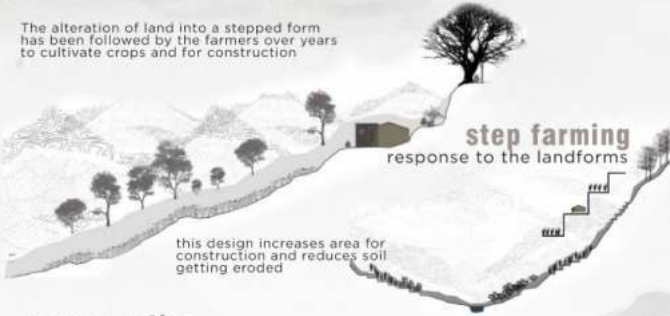 The alteration of land into a stepped form
has been followed by the farmers over years
to cultivate crops and for construction
step farming
response to the landforms
this design increases area for
construction and reduces soil
getting eroded